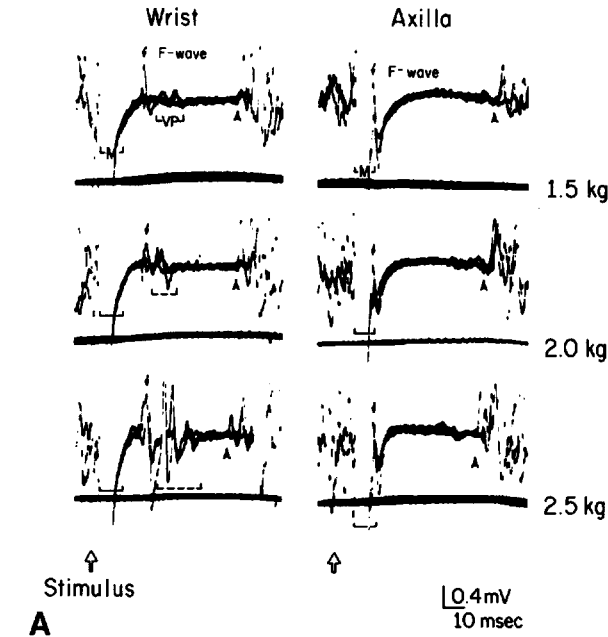 Wrist Axilla
F-wave F-wave
M VP A M A
1.5 kg
A A
2.0 kg
A A
2.5 kg
Stimulus
0.4 mV
10 msec
A